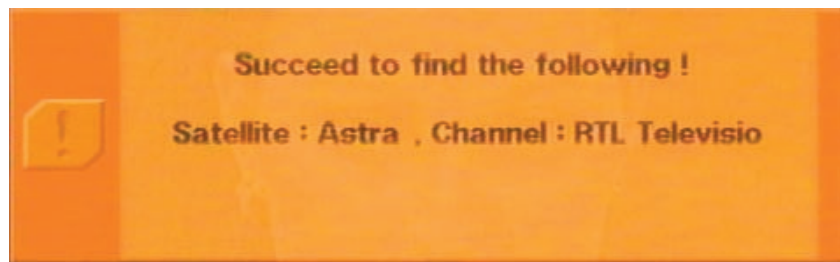 Succeed to find the following !
Satellite : Astra , Channel : RTL Televisio